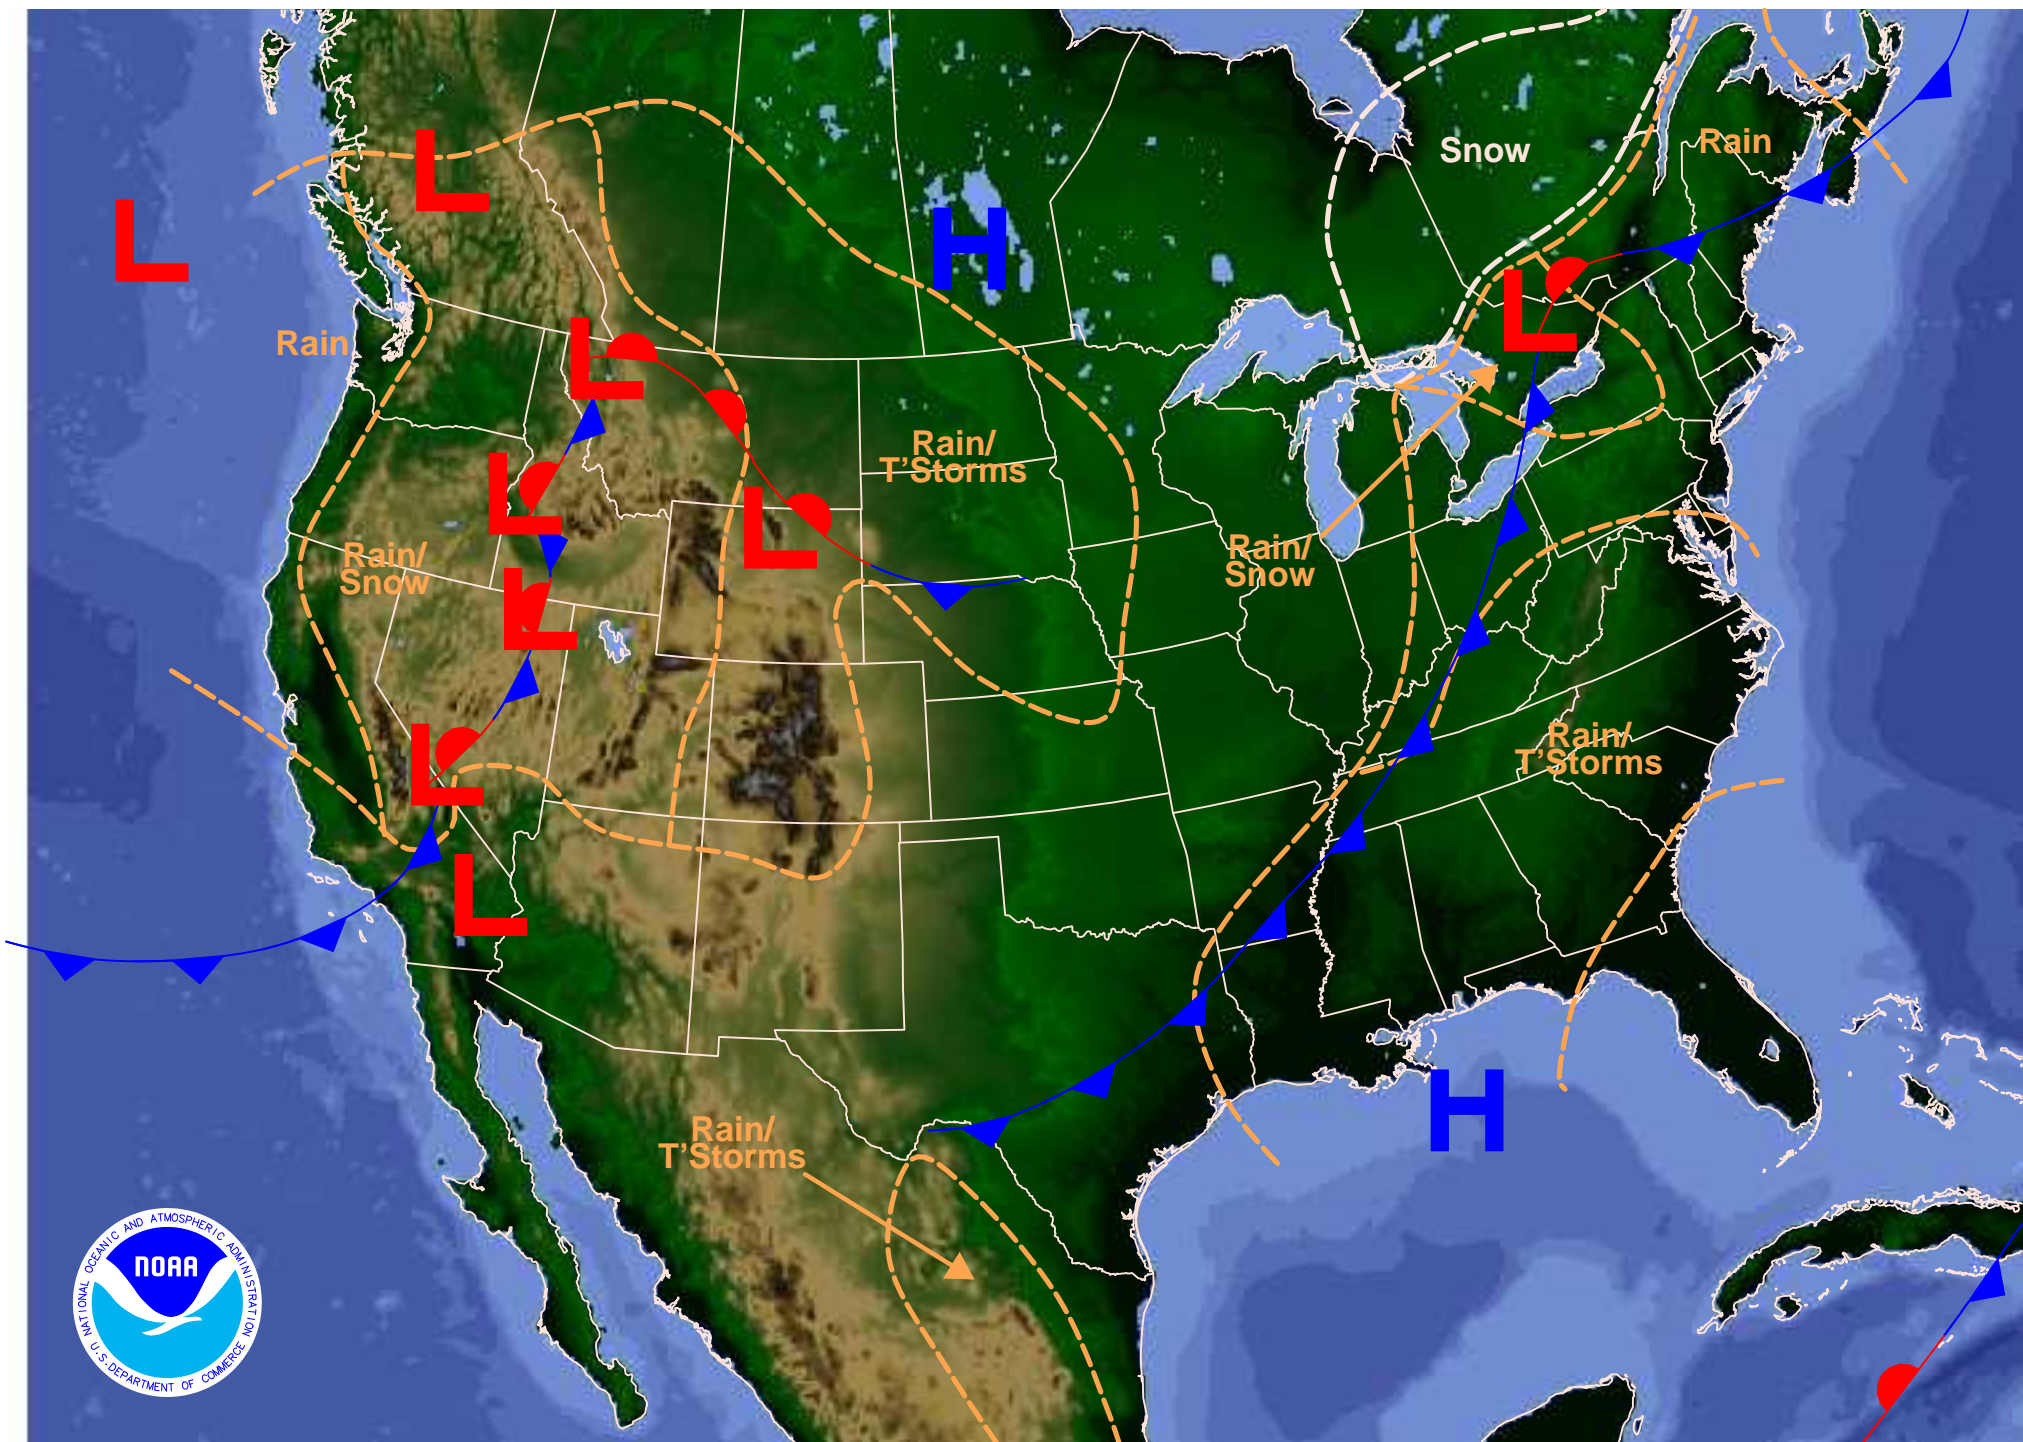 L
L
H
Snow
Rain
L
Rain
L
Rain/
T'Storms
L
L
Rain/
Snow
Rain/
Snow
L
L
Rain/
T'Storms
L
H
Rain/
T'Storms
NATIONAL OCEANIC AND ATMOSPHERIC ADMINISTRATION
NOAA
U.S. DEPARTMENT OF COMMERCE